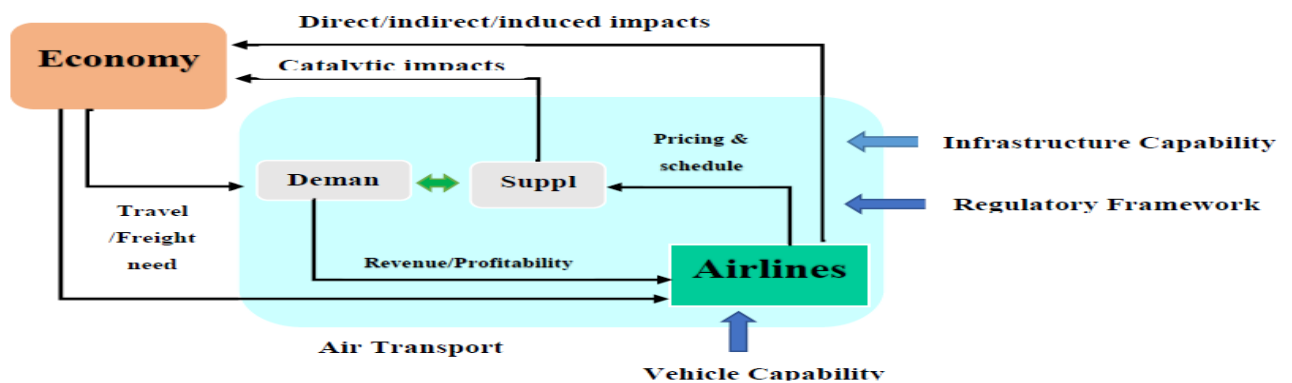 Direct/indirect/induced impacts
Economy
Catalytic impacts
Pricing &
schedule
Infrastructure Capability
Deman
Suppl
Travel
/Freight
need
Regulatory Framework
Revenue/Profitability
Airlines
Air Transport
Vehicle Capability